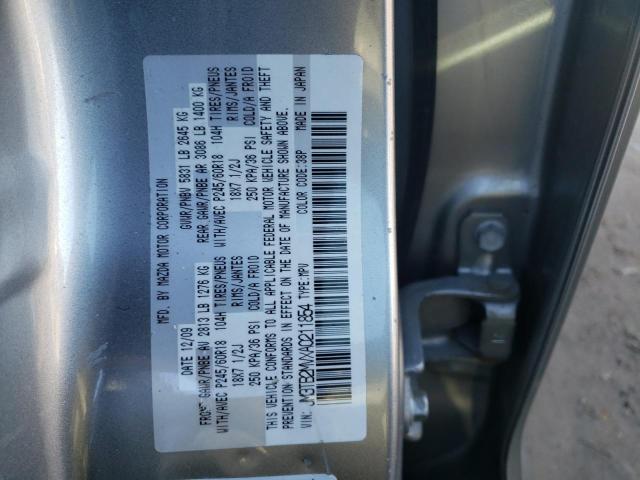 MFD. BY MAZDA MOTOR CORPORATION
DATE 12/09 GVWR/PNBV 5831 LB 2645 KG
FRONT GAWR/PNBE AV 2813 LB 1276 KG REAR GAWR/PNBE AR 3086 LB 1400 KG
WITH/AVEC P245/60R18 104H TIRES/PNEUS WITH/AVEC P245/60R18 104H TIRES/PNEUS
18X7 1/2J RIMS/JANTES 18X7 1/2J RIMS/JANTES
250 KPA/36 PSI COLD/A FROID 250 KPA/36 PSI COLD/A FROID
THIS VEHICLE CONFORMS TO ALL APPLICABLE FEDERAL MOTOR VEHICLE SAFETY AND THEFT
PREVENTION STANDARDS IN EFFECT ON THE DATE OF MANUFACTURE SHOWN ABOVE.
VIN: JM3TB2MVXA0211854 TYPE:MPV COLOR CODE:38P MADE IN JAPAN